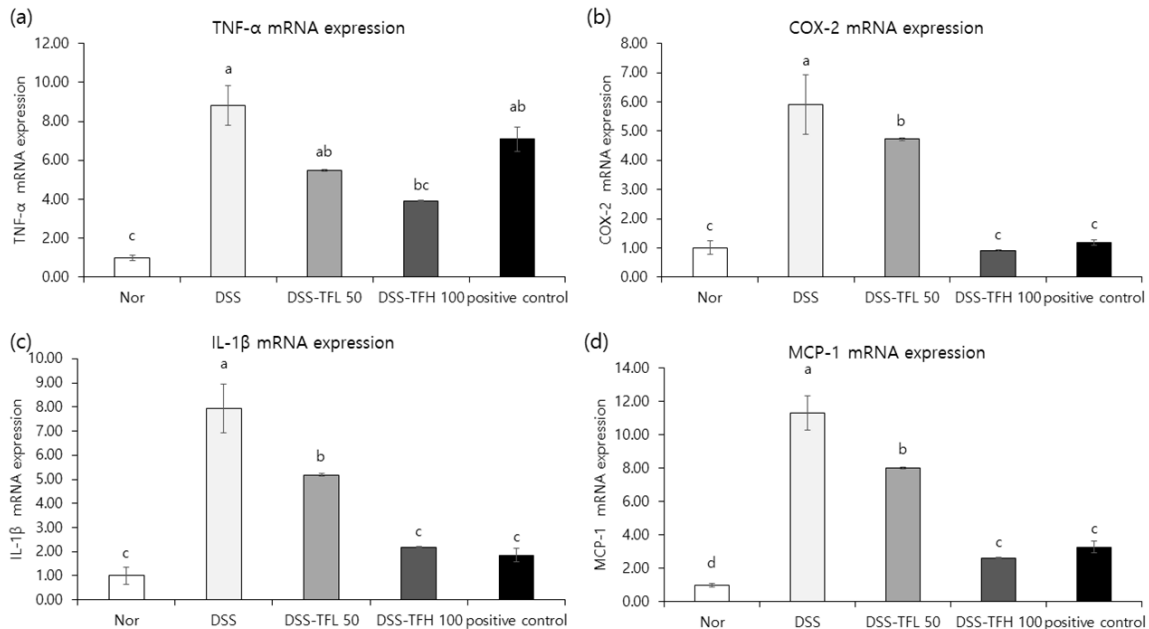 (a)
TNF-α mRNA expression
TNF-α mRNA expression
12.00
10.00
8.00
6.00
4.00
2.00
0.00
c
a
ab
bc
ab
Nor DSS DSS-TFL 50 DSS-TFH 100 positive control
(b)
COX-2 mRNA expression
COX-2 mRNA expression
8.00
7.00
6.00
5.00
4.00
3.00
2.00
1.00
0.00
c
a
b
c
c
Nor DSS DSS-TFL 50 DSS-TFH 100 positive control
(c)
IL-1β mRNA expression
IL-1β mRNA expression
10.00
9.00
8.00
7.00
6.00
5.00
4.00
3.00
2.00
1.00
0.00
c
a
b
c
c
Nor DSS DSS-TFL 50 DSS-TFH 100 positive control
(d)
MCP-1 mRNA expression
MCP-1 mRNA expression
14.00
12.00
10.00
8.00
6.00
4.00
2.00
0.00
d
a
b
c
c
Nor DSS DSS-TFL 50 DSS-TFH 100 positive control